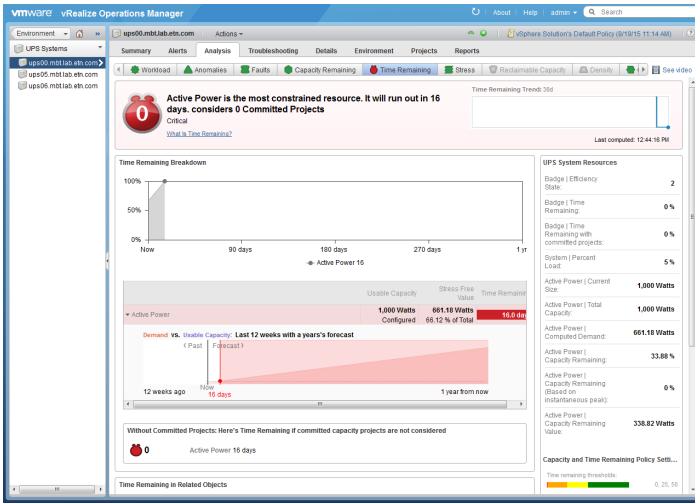 vmware vRealize Operations Manager
About Help admin Search
Environment
ups00.mbt.lab.etn.com Actions
vSphere Solution's Default Policy (9/19/15 11:14 AM)
UPS Systems
ups00.mbt.lab.etn.com
ups05.mbt.lab.etn.com
ups06.mbt.lab.etn.com
Summary Alerts Analysis Troubleshooting Details Environment Projects Reports
Workload Anomalies Faults Capacity Remaining Time Remaining Stress Reclaimable Capacity Density See video
0
Active Power is the most constrained resource. It will run out in 16
days. considers 0 Committed Projects
Critical
What Is Time Remaining?
Time Remaining Trend: 30d
Last computed: 12:44:16 PM
Time Remaining Breakdown
100%
50%
0%
Now 90 days 180 days 270 days 1 yr
Active Power 16
Usable Capacity Stress Free Value Time Remainin
Active Power 1,000 Watts 661.18 Watts 16.0 day
Configured 66.12 % of Total
Demand vs. Usable Capacity: Last 12 weeks with a years's forecast
Past Forecast
12 weeks ago Now 1 year from now
16 days
Without Committed Projects: Here's Time Remaining if committed capacity projects are not considered
0 Active Power 16 days
Time Remaining in Related Objects
UPS System Resources
Badge | Efficiency
State: 2
Badge | Time
Remaining: 0 %
Badge | Time
Remaining with
committed projects: 0 %
System | Percent
Load: 5 %
Active Power | Current
Size: 1,000 Watts
Active Power | Total
Capacity: 1,000 Watts
Active Power |
Computed Demand: 661.18 Watts
Active Power |
Capacity Remaining: 33.88 %
Active Power |
Capacity Remaining
(Based on
instantaneous peak): 0 %
Active Power |
Capacity Remaining
Value: 338.82 Watts
Capacity and Time Remaining Policy Setti...
Time remaining thresholds:
0, 25, 50